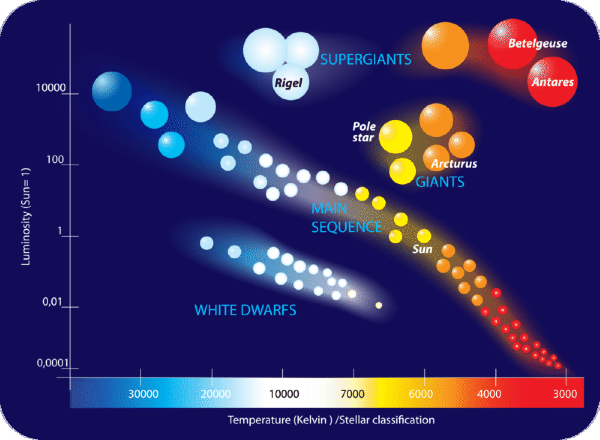 Betelgeuse
SUPERGIANTS
Rigel
Antares
10000
Pole
star
Arcturus
100
GIANTS
MAIN
SEQUENCE
1
Sun
Luminosity (Sun= 1)
WHITE DWARFS
0,01
0,0001
30000 20000 10000 7000 6000 4000 3000
Temperature (Kelvin ) /Stellar classification